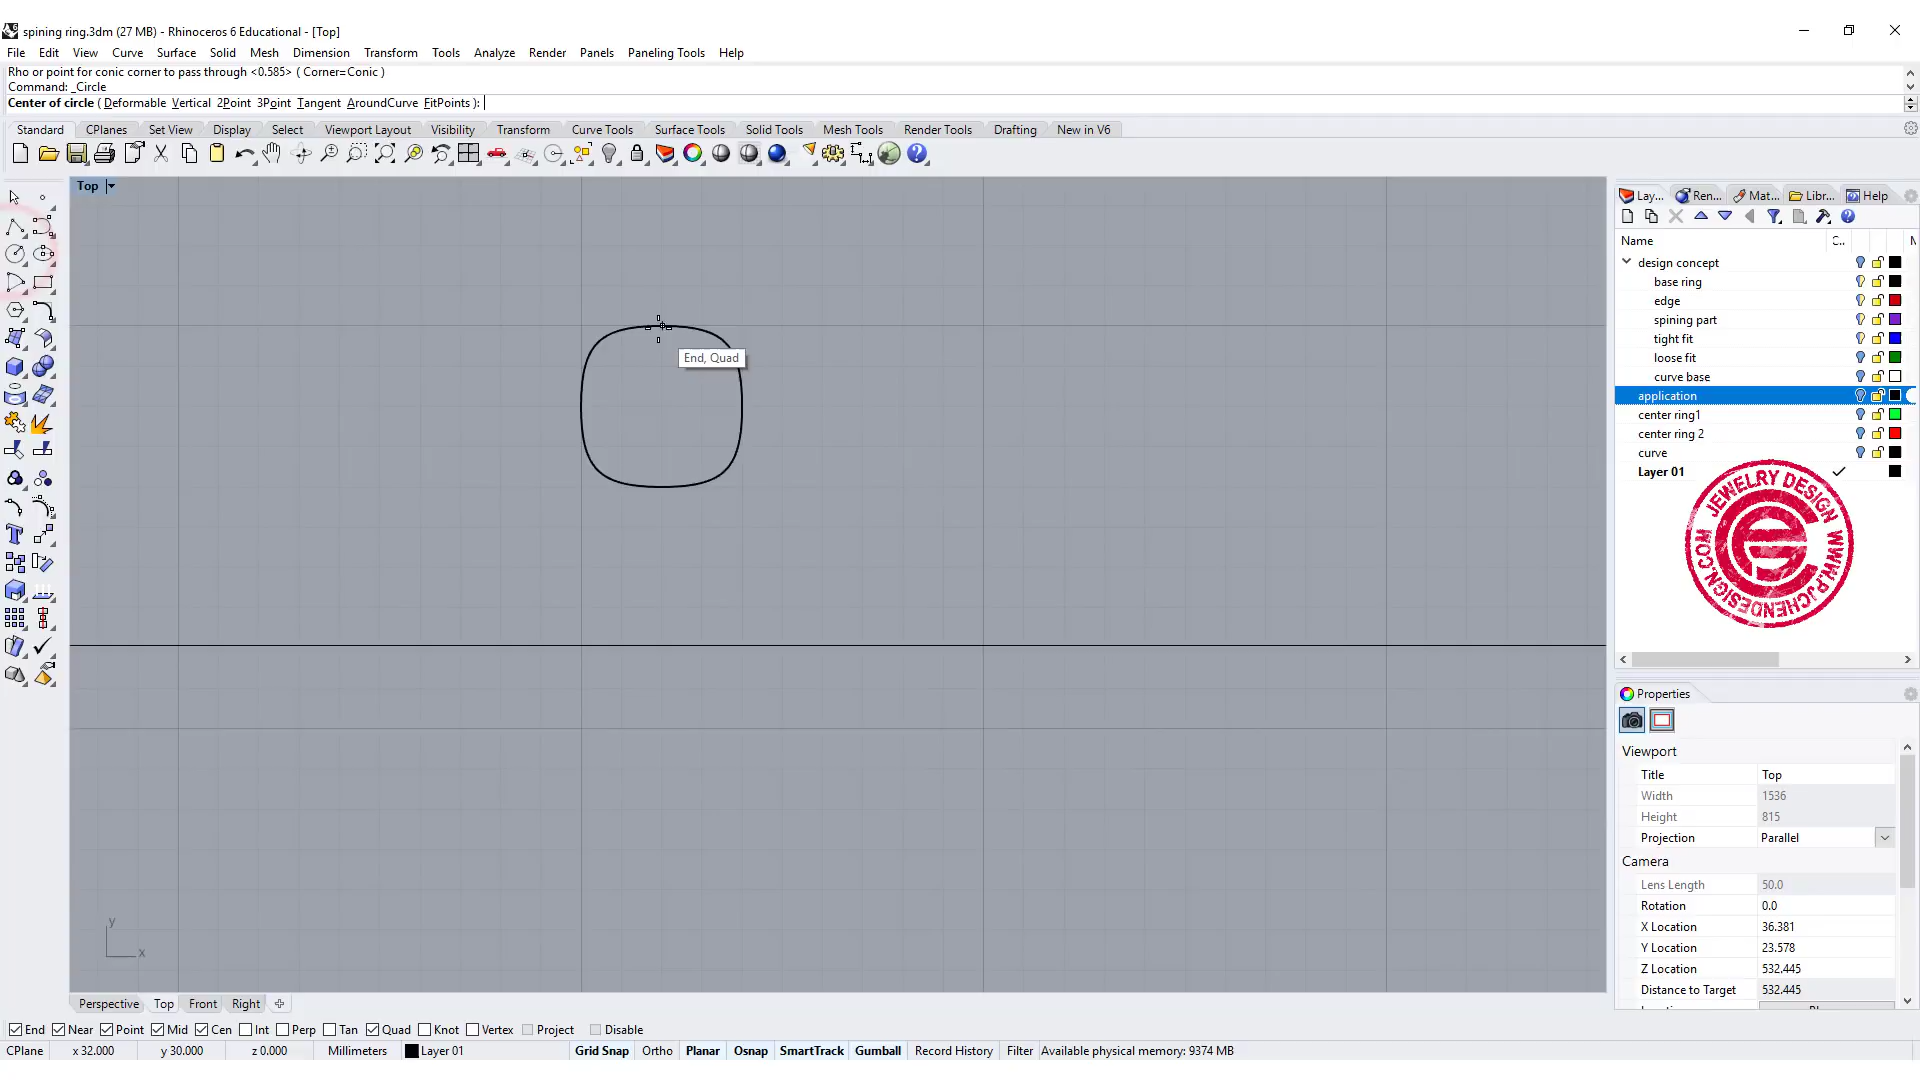 spining ring.3dm (27 MB) - Rhinoceros 6 Educational - [Top]
File Edit View Curve Surface Solid Mesh Dimension Transform Tools Analyze Render Panels Paneling Tools Help
Rho or point for conic corner to pass through <0.585> ( Corner=Conic )
Command: _Circle
Center of circle ( Deformable Vertical 2Point 3Point Tangent AroundCurve FitPoints ):
Standard CPlanes Set View Display Select Viewport Layout Visibility Transform Curve Tools Surface Tools Solid Tools Mesh Tools Render Tools Drafting New in V6
Top
End, Quad
Lay... Ren... Mat... Libr... Help
Name C..
design concept
base ring
edge
spining part
tight fit
loose fit
curve base
application
center ring1
center ring 2
curve
Layer 01
JEWELRY DESIGN
WWW.PJCHENDESIGN.COM
Properties
Viewport
Title Top
Width 1536
Height 815
Projection Parallel
Camera
Lens Length 50.0
Rotation 0.0
X Location 36.381
Y Location 23.578
Z Location 532.445
Distance to Target 532.445
y
x
Perspective Top Front Right
End Near Point Mid Cen Int Perp Tan Quad Knot Vertex Project Disable
CPlane x 32.000 y 30.000 z 0.000 Millimeters Layer 01 Grid Snap Ortho Planar Osnap SmartTrack Gumball Record History Filter Available physical memory: 9374 MB